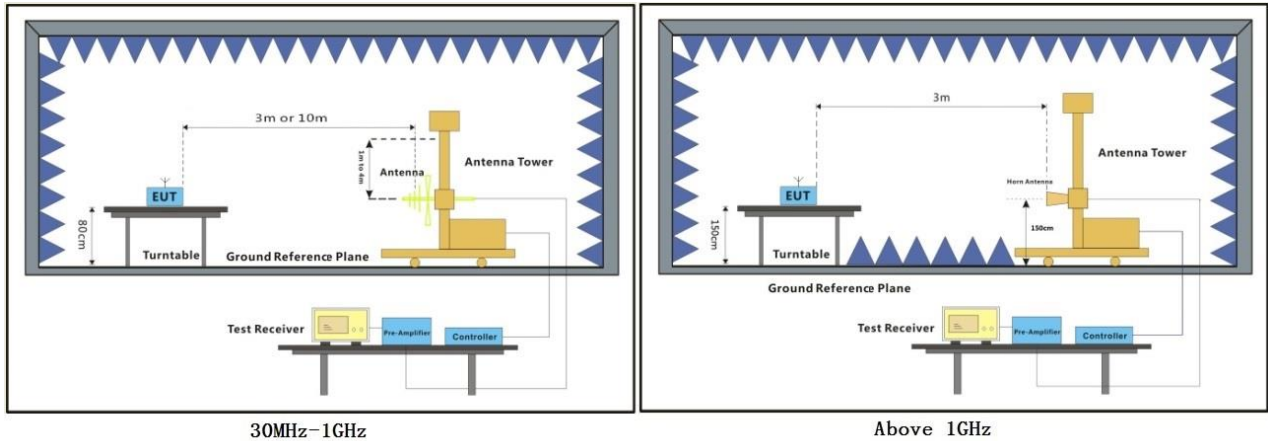 3m or 10m
1m to 4m
Antenna
Antenna Tower
EUT
80cm
Turntable
Ground Reference Plane
Test Receiver
Pre-Amplifier
Controller
30MHz-1GHz
3m
Antenna Tower
Horn Antenna
EUT
150cm
150cm
Turntable
Ground Reference Plane
Test Receiver
Pre-Amplifier
Controller
Above 1GHz